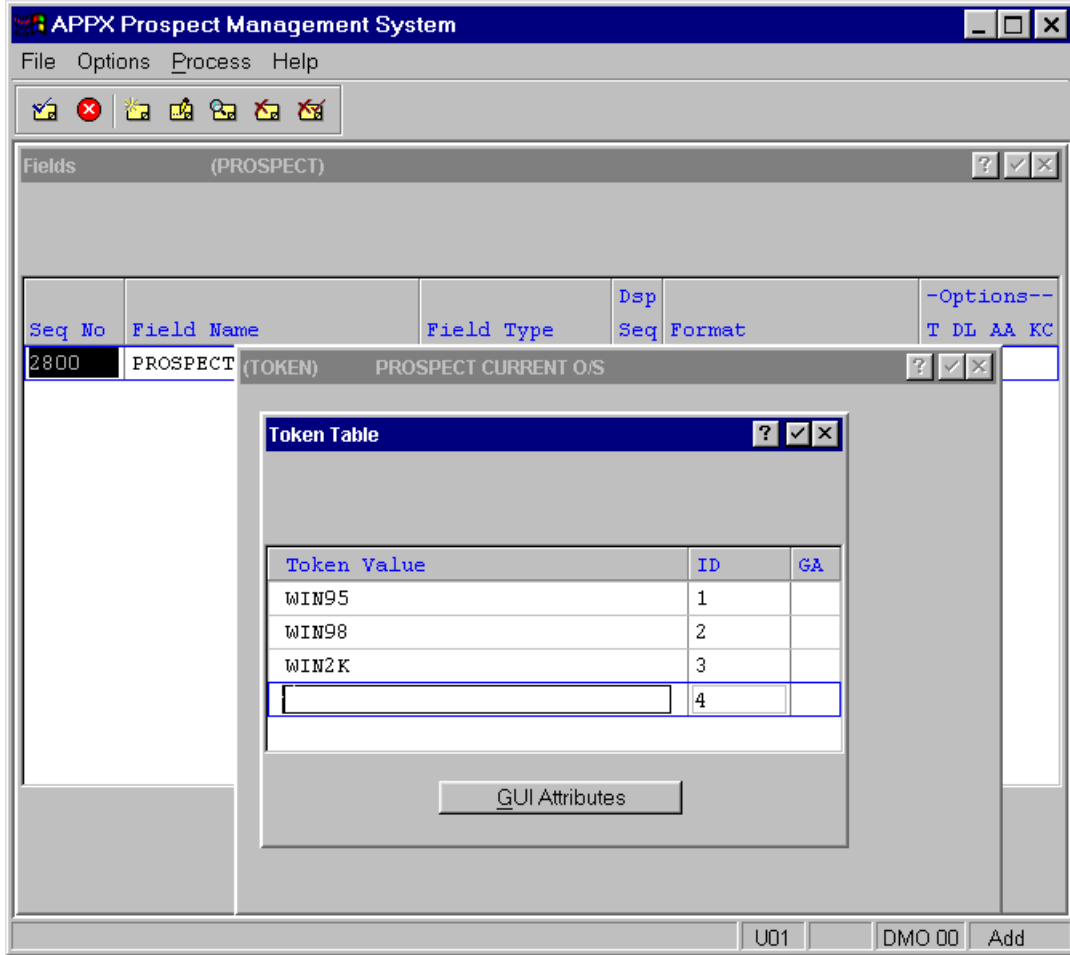 APPX Prospect Management System
File Options Process Help
Fields (PROSPECT)
Dsp -Options--
Seq No Field Name Field Type Seq Format T DL AA KC
2800 PROSPECT
(TOKEN) PROSPECT CURRENT O/S
Token Table
Token Value ID GA
WIN95 1
WIN98 2
WIN2K 3
4
GUI Attributes
U01 DMO 00 Add